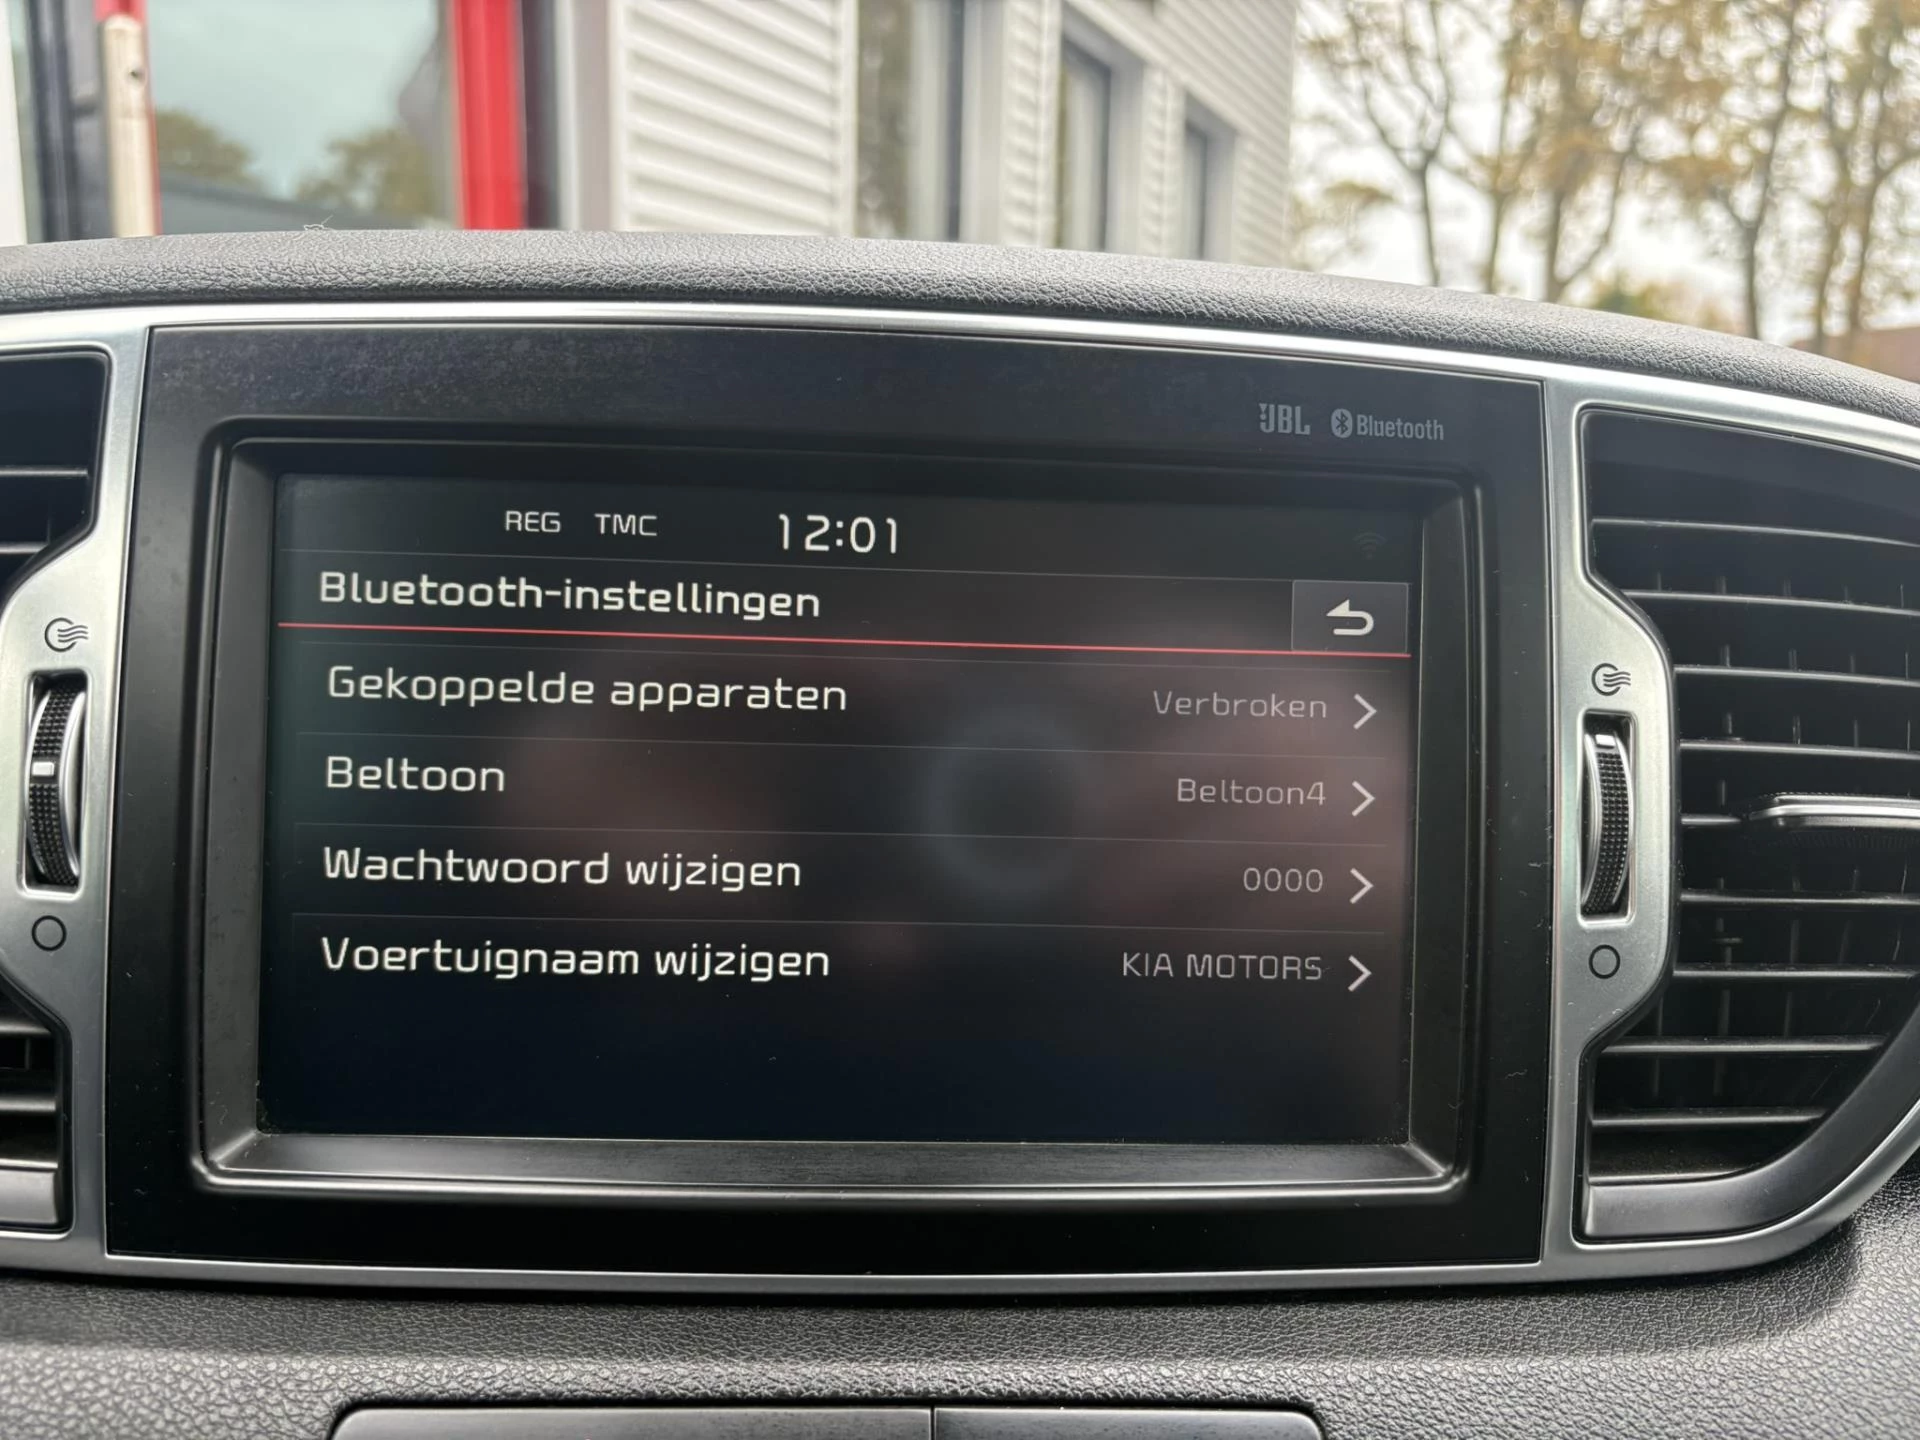 JBL Bluetooth
REG TMC 12:01
Bluetooth-instellingen
Gekoppelde apparaten Verbroken
Beltoon Beltoon4
Wachtwoord wijzigen 0000
Voertuignaam wijzigen KIA MOTORS